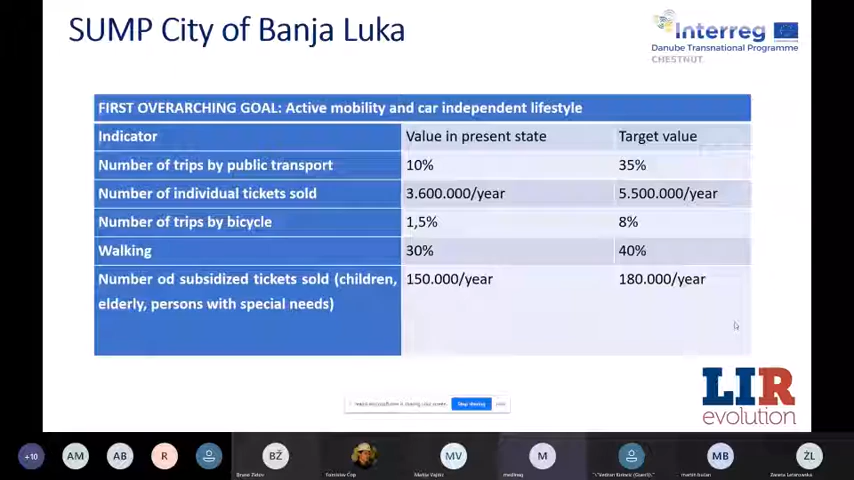 SUMP City of Banja Luka
Interreg
Danube Transnational Programme
CHESTNUT
FIRST OVERARCHING GOAL: Active mobility and car independent lifestyle
Indicator Value in present state Target value
Number of trips by public transport 10% 35%
Number of individual tickets sold 3.600.000/year 5.500.000/year
Number of trips by bicycle 1,5% 8%
Walking 30% 40%
Number od subsidized tickets sold (children, 150.000/year 180.000/year
elderly, persons with special needs)
LIR
evolution
Stop sharing
+10 AM AB R BŽ MV M MB ŽL